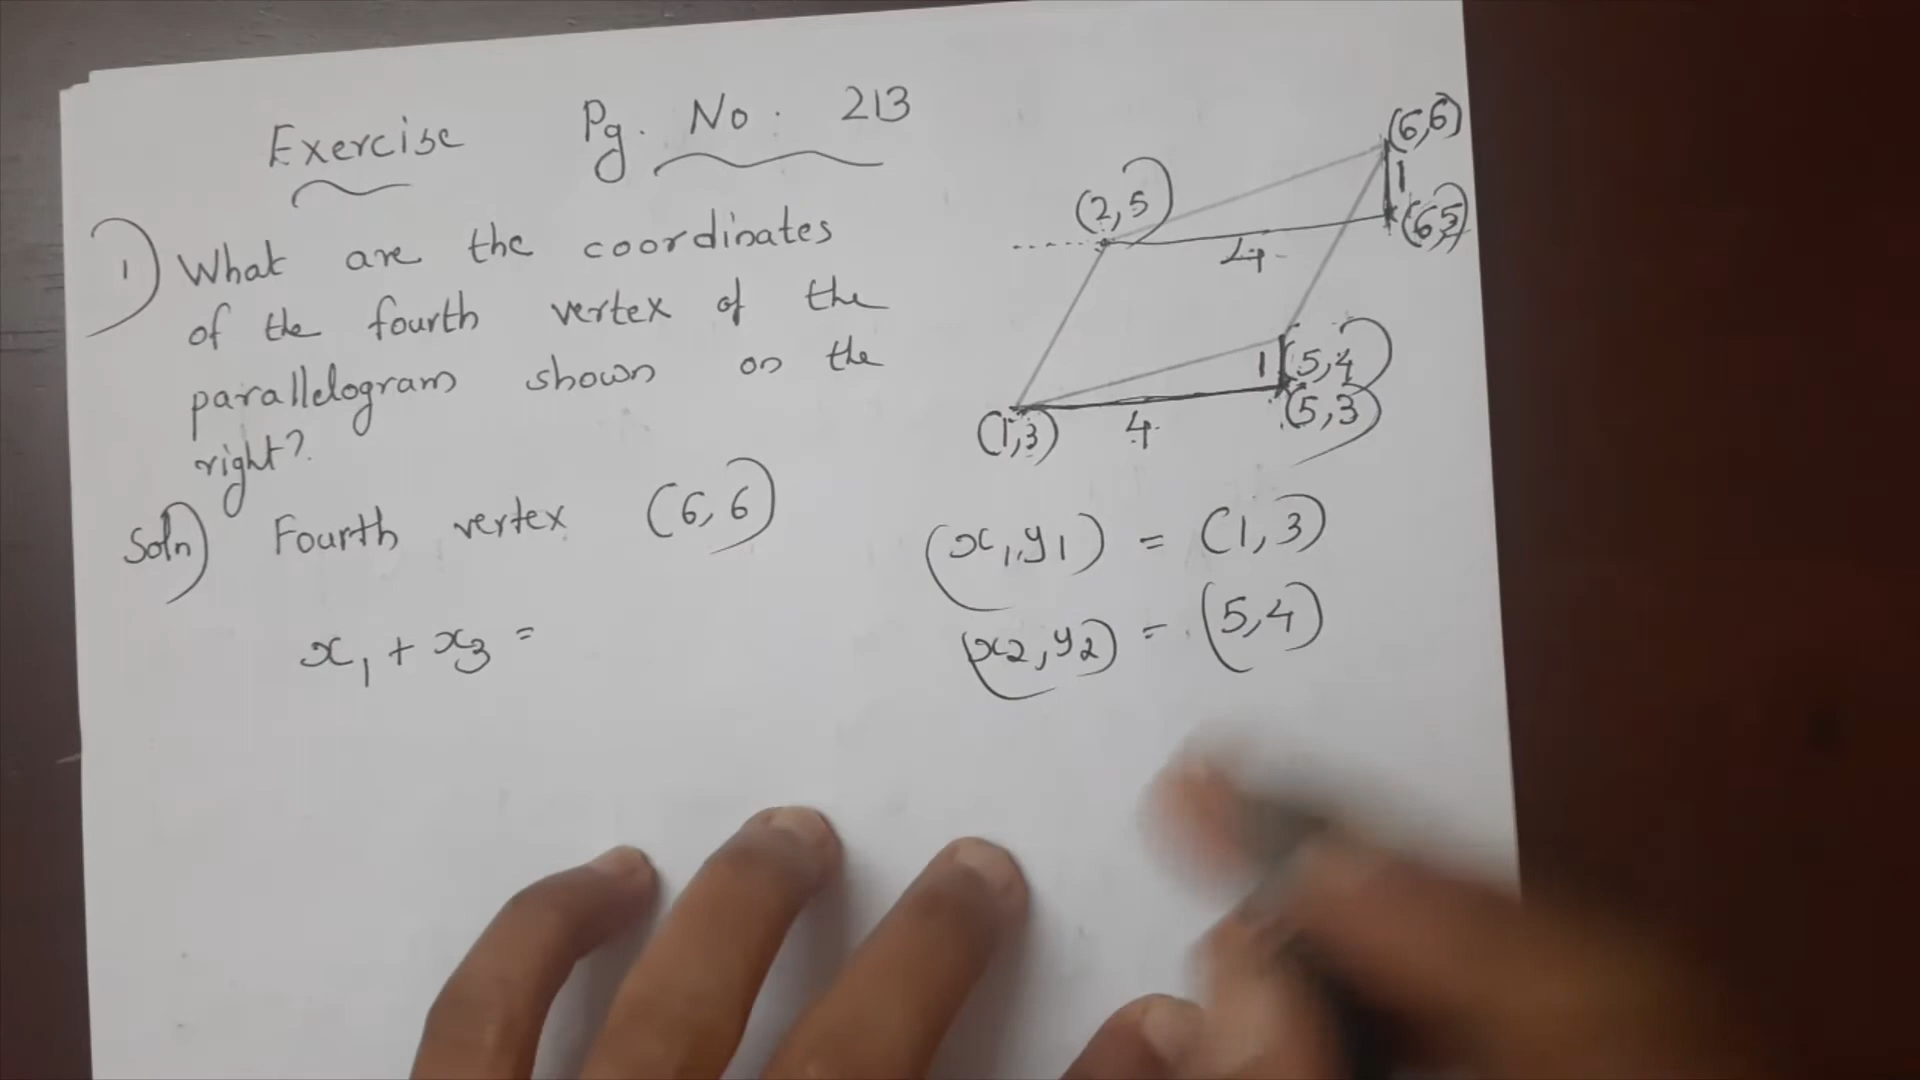 Exercise Pg. No. 213
1) What are the coordinates
of the fourth vertex of the
parallelogram shown on the
right?
Soln) Fourth vertex (6,6)
x₁ + x₃ =
(6,6)
1
(2,5)
(6,5)
4
1 (5,4)
(1,3) 4 (5,3)
(x₁,y₁) = (1,3)
(x₂,y₂) = (5,4)